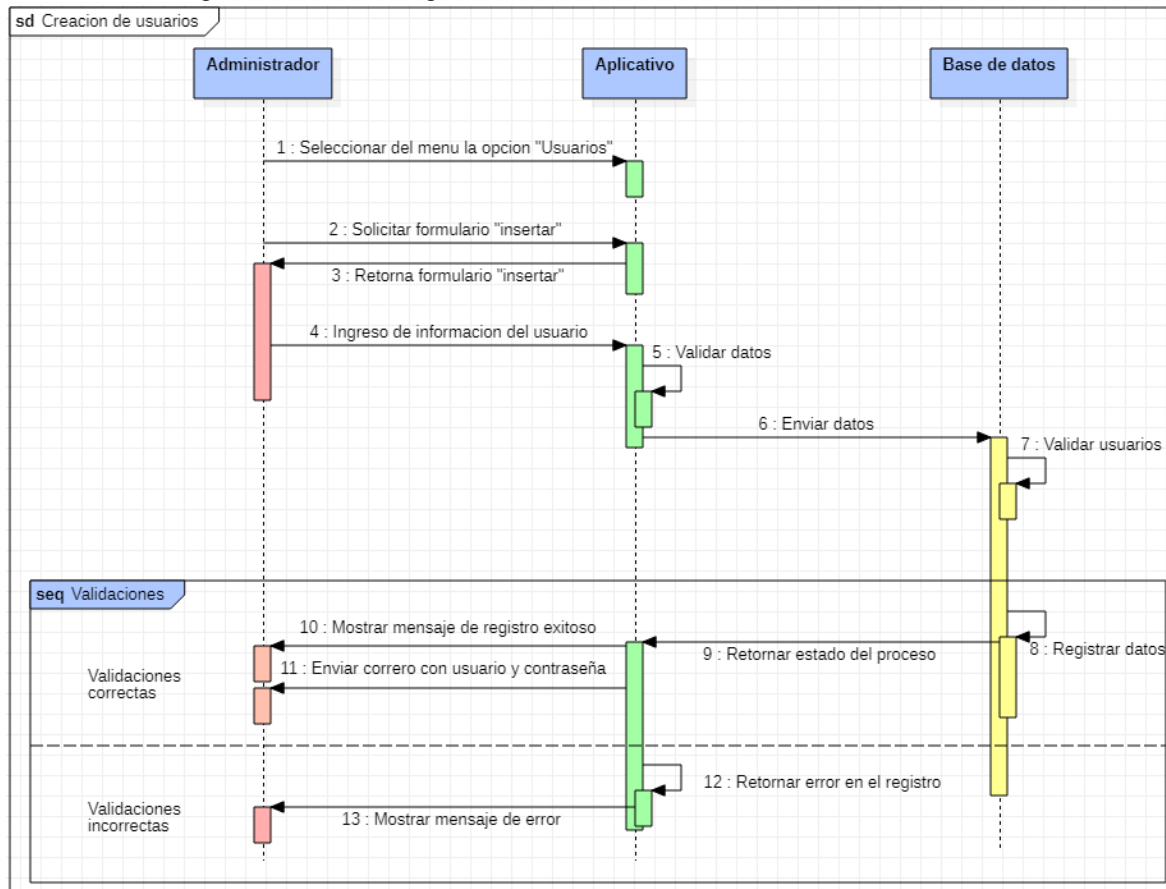 sd Creacion de usuarios
Administrador
Aplicativo
Base de datos
1 : Seleccionar del menu la opcion "Usuarios"
2 : Solicitar formulario "insertar"
3 : Retorna formulario "insertar"
4 : Ingreso de informacion del usuario
5 : Validar datos
6 : Enviar datos
7 : Validar usuarios
seq Validaciones
10 : Mostrar mensaje de registro exitoso
9 : Retornar estado del proceso
8 : Registrar datos
11 : Enviar correro con usuario y contraseña
Validaciones
correctas
12 : Retornar error en el registro
Validaciones
incorrectas
13 : Mostrar mensaje de error